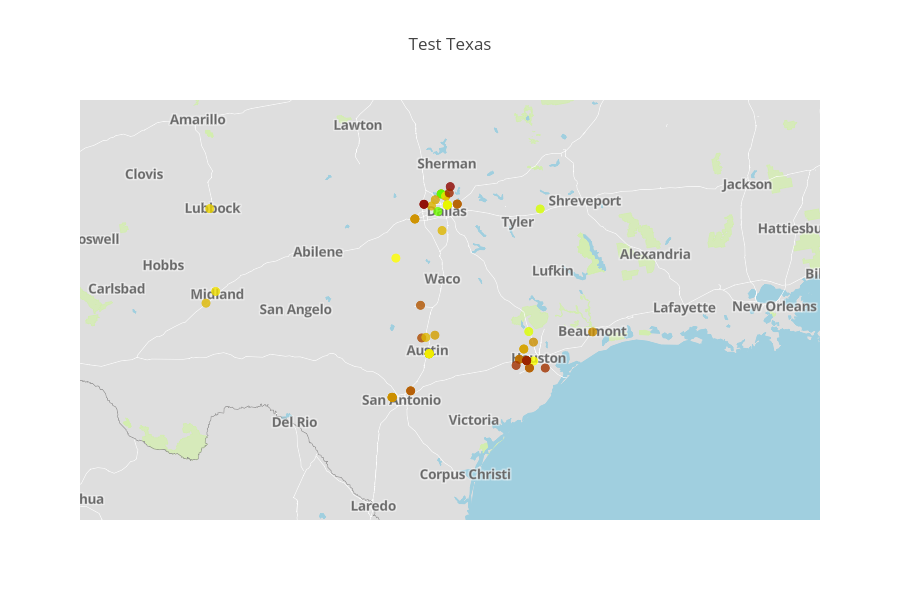 Test Texas
Amarillo
Lawton
Sherman
Clovis
Jackson
Lubbock
Shreveport
Dallas
Tyler
Hattiesbu
oswell
Abilene
Alexandria
Hobbs
Lufkin
Bil
Waco
Carlsbad
Midland
San Angelo
Lafayette
New Orleans
Beaumont
Austin
Houston
San Antonio
Del Rio
Victoria
Corpus Christi
hua
Laredo